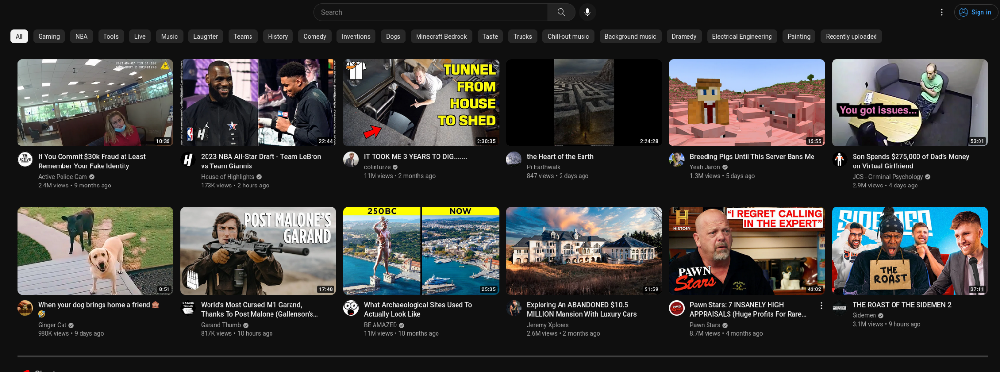 Search
Sign in
All
Gaming
NBA
Tools
Live
Music
Laughter
Teams
History
Comedy
Inventions
Dogs
Minecraft Bedrock
Taste
Trucks
Chill-out music
Background music
Dramedy
Electrical Engineering
Painting
Recently uploaded
CHASE
10:36
NBA
H
22:44
TUNNEL
FROM
HOUSE
TO SHED
2:30:35
2:24:28
15:55
You got issues...
53:01
ACTIVE
If You Commit $30k Fraud at Least
Remember Your Fake Identity
Active Police Cam
2.4M views • 9 months ago
H
2023 NBA All-Star Draft - Team LeBron
vs Team Giannis
House of Highlights
173K views • 2 hours ago
IT TOOK ME 3 YEARS TO DIG.......
colinfurze
11M views • 2 months ago
the Heart of the Earth
Pi Earthwalk
847 views • 2 days ago
Breeding Pigs Until This Server Bans Me
Yeah Jaron
1.3M views • 5 days ago
Son Spends $275,000 of Dad's Money
on Virtual Girlfriend
JCS - Criminal Psychology
2.9M views • 4 days ago
8:51
POST MALONE'S
GARAND
17:48
250BC
NOW
25:35
51:59
H
HISTORY
"I REGRET CALLING
IN THE EXPERT"
PAWN
Stars
43:02
SIDEMEN
THE
ROAST
37:11
When your dog brings home a friend 🙈
🤣
Ginger Cat
980K views • 9 days ago
GARAND
THUMB
World's Most Cursed M1 Garand,
Thanks To Post Malone (Gallenson's...
Garand Thumb
817K views • 10 hours ago
What Archaeological Sites Used To
Actually Look Like
BE AMAZED
11M views • 10 months ago
Exploring An ABANDONED $10.5
MILLION Mansion With Luxury Cars
Jeremy Xplores
2.6M views • 2 months ago
PAWN
Stars
Pawn Stars: 7 INSANELY HIGH
APPRAISALS (Huge Profits For Rare...
Pawn Stars
8.7M views • 4 months ago
THE ROAST OF THE SIDEMEN 2
Sidemen
3.1M views • 9 hours ago